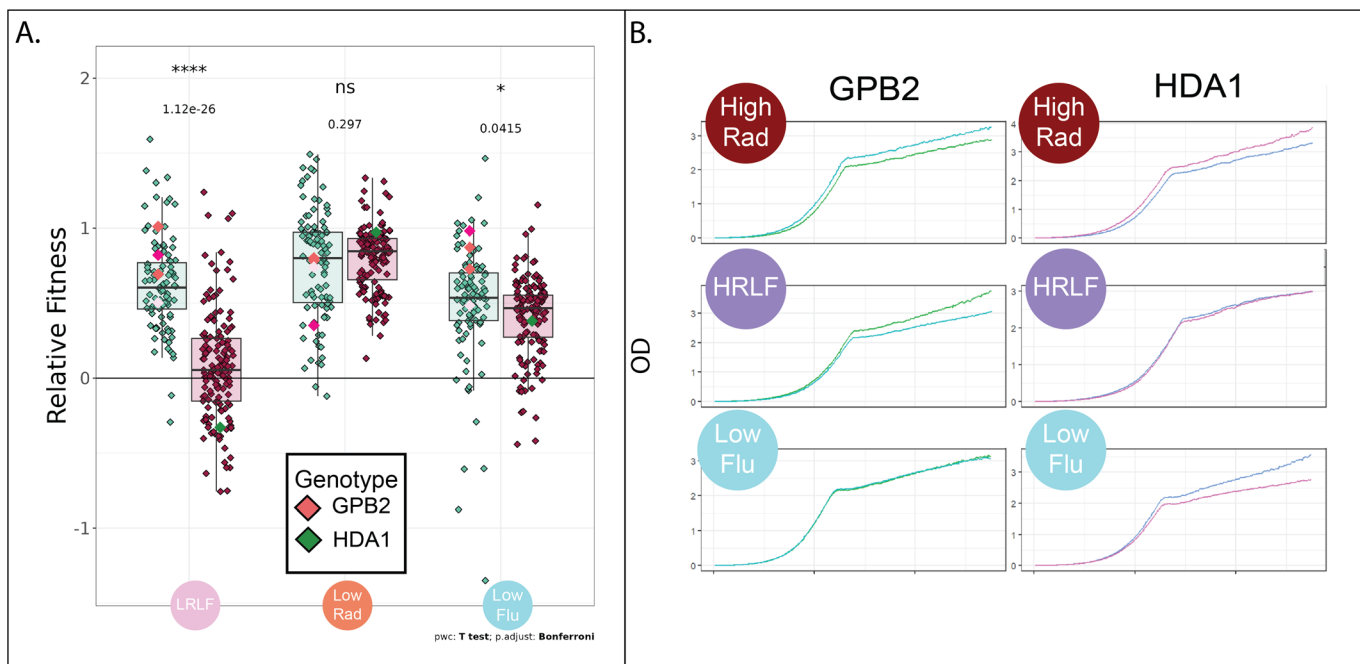 A.
2
1
0
-1
Relative Fitness
****
1.12e-26
ns
0.297
*
0.0415
Genotype
GPB2
HDA1
LRLF
Low
Rad
Low
Flu
pwc: T test; p.adjust: Bonferroni
B.
OD
GPB2
HDA1
High
Rad
3
2
1
0
High
Rad
4
3
2
1
0
HRLF
3
2
1
0
HRLF
3
2
1
0
Low
Flu
3
2
1
0
Low
Flu
3
2
1
0